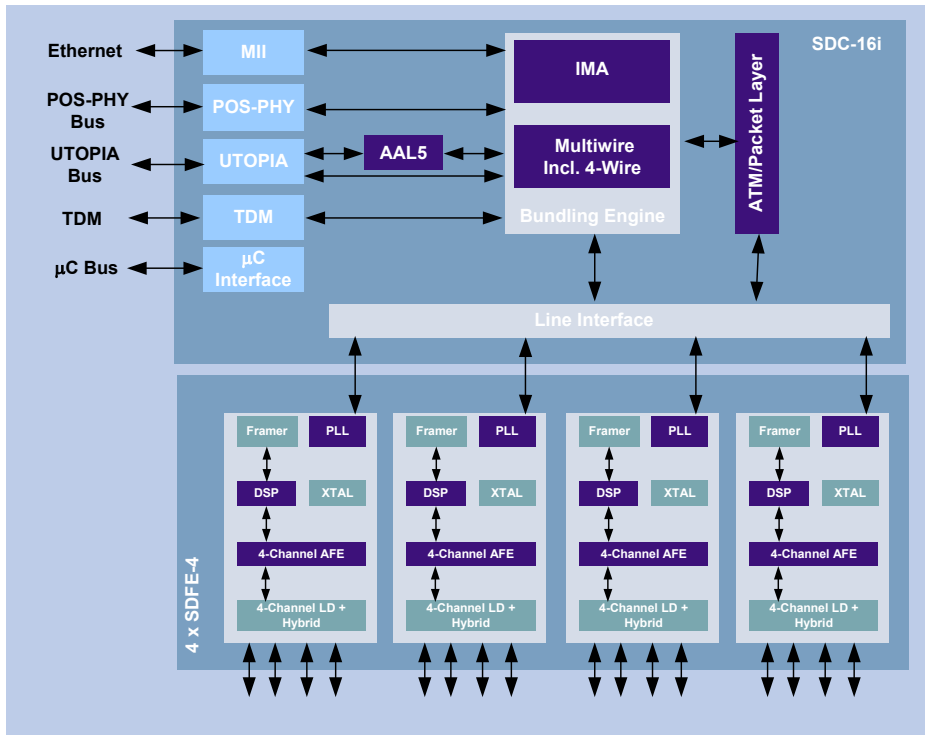 SDC-16i
Ethernet
MII
POS-PHY
Bus
POS-PHY
UTOPIA
Bus
UTOPIA
AAL5
TDM
TDM
µC Bus
µC
Interface
IMA
Multiwire
Incl. 4-Wire
Bundling Engine
ATM/Packet Layer
Line Interface
4 x SDFE-4
Framer
PLL
DSP
XTAL
4-Channel AFE
4-Channel LD +
Hybrid
Framer
PLL
DSP
XTAL
4-Channel AFE
4-Channel LD +
Hybrid
Framer
PLL
DSP
XTAL
4-Channel AFE
4-Channel LD +
Hybrid
Framer
PLL
DSP
XTAL
4-Channel AFE
4-Channel LD +
Hybrid